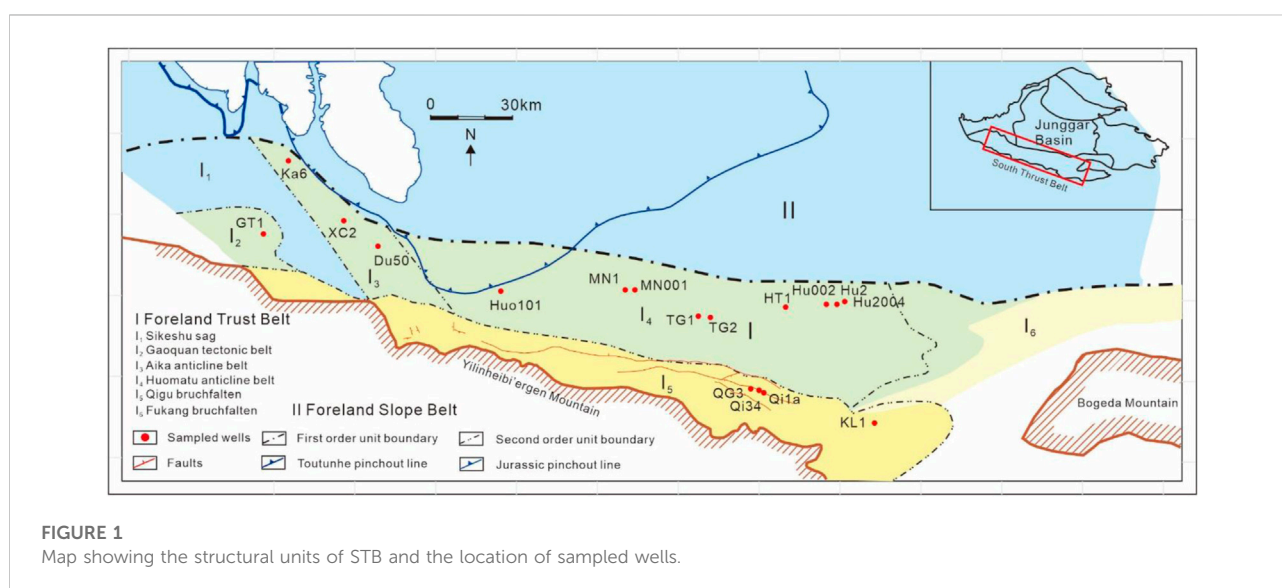 0 30km
N
Junggar
Basin
South Thrust Belt
I₁
Ka6
II
GT1
I₂
XC2
Du50
I₃
Huo101
MN1 MN001
I₄
TG1 TG2
I
HT1
Hu002 Hu2
Hu2004
I₆
I₅
Yilinheibi'ergen Mountain
QG3 Qi1a
Qi34
KL1
Bogeda Mountain
I Foreland Trust Belt
I₁ Sikeshu sag
I₂ Gaoquan tectonic belt
I₃ Aika anticline belt
I₄ Huomatu anticline belt
I₅ Qigu bruchfalten
I₆ Fukang bruchfalten
II Foreland Slope Belt
Sampled wells First order unit boundary Second order unit boundary
Faults Toutunhe pinchout line Jurassic pinchout line
FIGURE 1
Map showing the structural units of STB and the location of sampled wells.